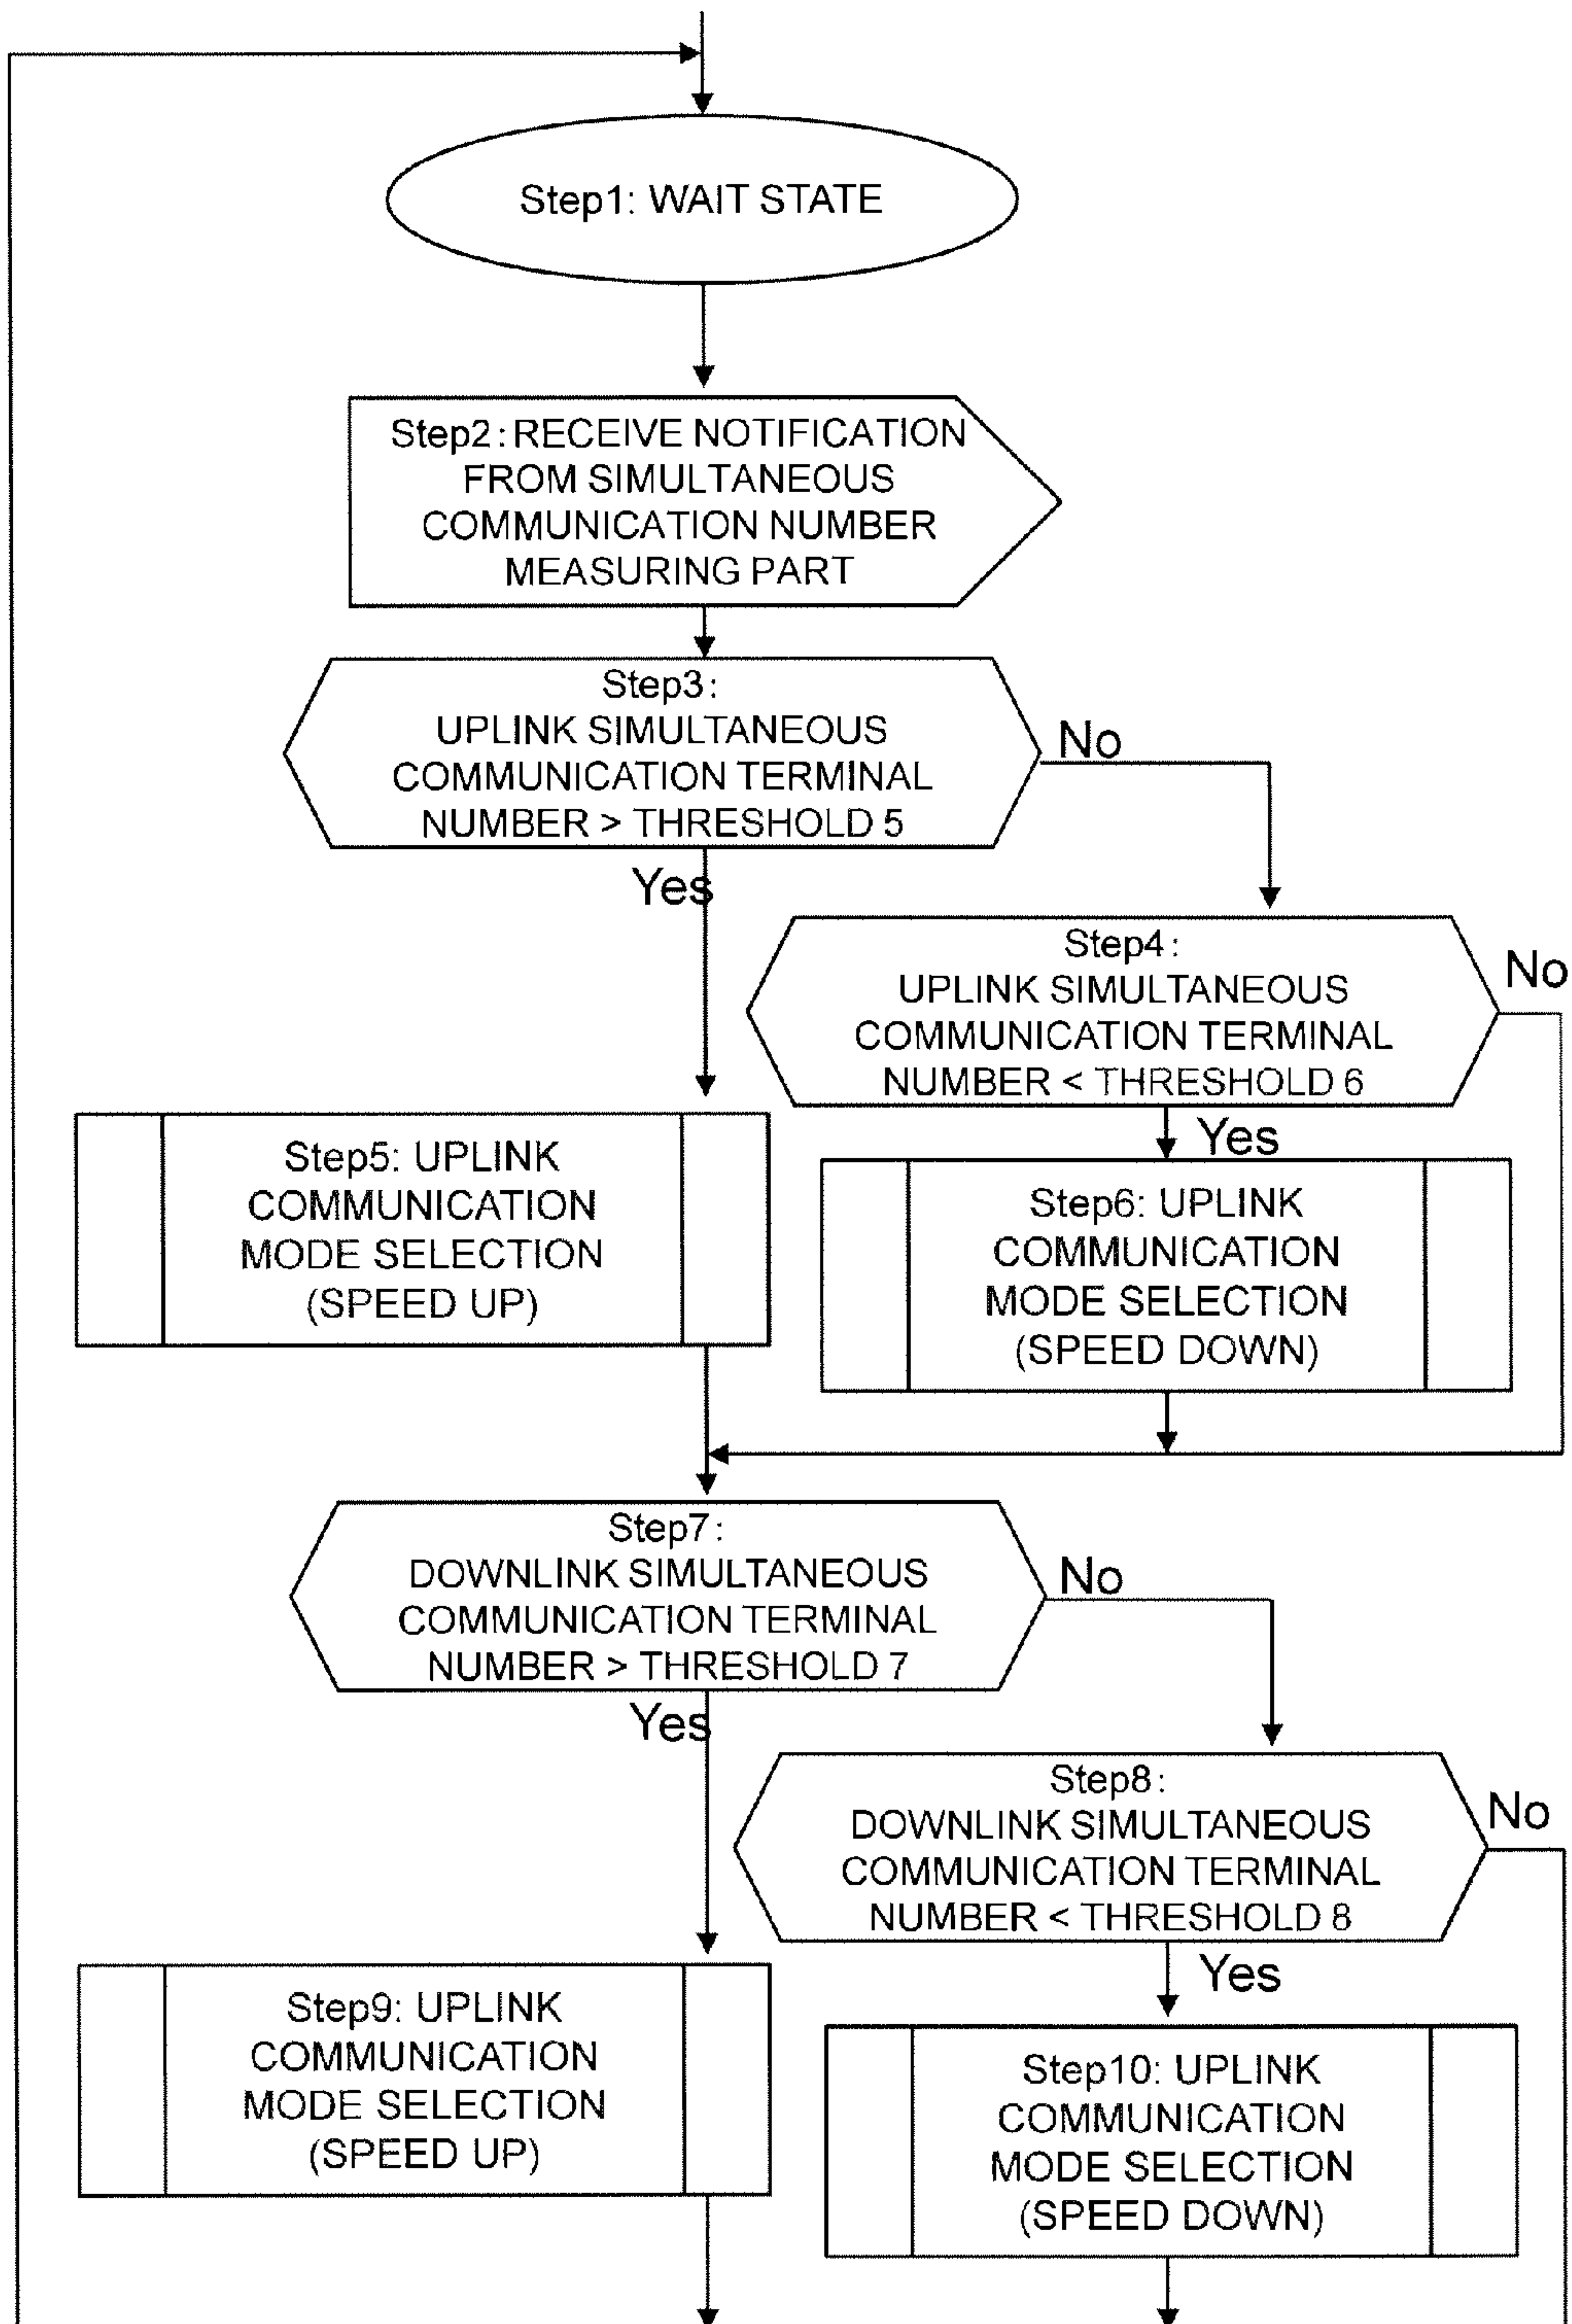 Step1: WAIT STATE
Step2: RECEIVE NOTIFICATION
FROM SIMULTANEOUS
COMMUNICATION NUMBER
MEASURING PART
Step3:
UPLINK SIMULTANEOUS
COMMUNICATION TERMINAL
NUMBER > THRESHOLD 5
No
Yes
Step4:
UPLINK SIMULTANEOUS
COMMUNICATION TERMINAL
NUMBER < THRESHOLD 6
No
Yes
Step5: UPLINK
COMMUNICATION
MODE SELECTION
(SPEED UP)
Step6: UPLINK
COMMUNICATION
MODE SELECTION
(SPEED DOWN)
Step7:
DOWNLINK SIMULTANEOUS
COMMUNICATION TERMINAL
NUMBER > THRESHOLD 7
No
Yes
Step8:
DOWNLINK SIMULTANEOUS
COMMUNICATION TERMINAL
NUMBER < THRESHOLD 8
No
Yes
Step9: UPLINK
COMMUNICATION
MODE SELECTION
(SPEED UP)
Step10: UPLINK
COMMUNICATION
MODE SELECTION
(SPEED DOWN)